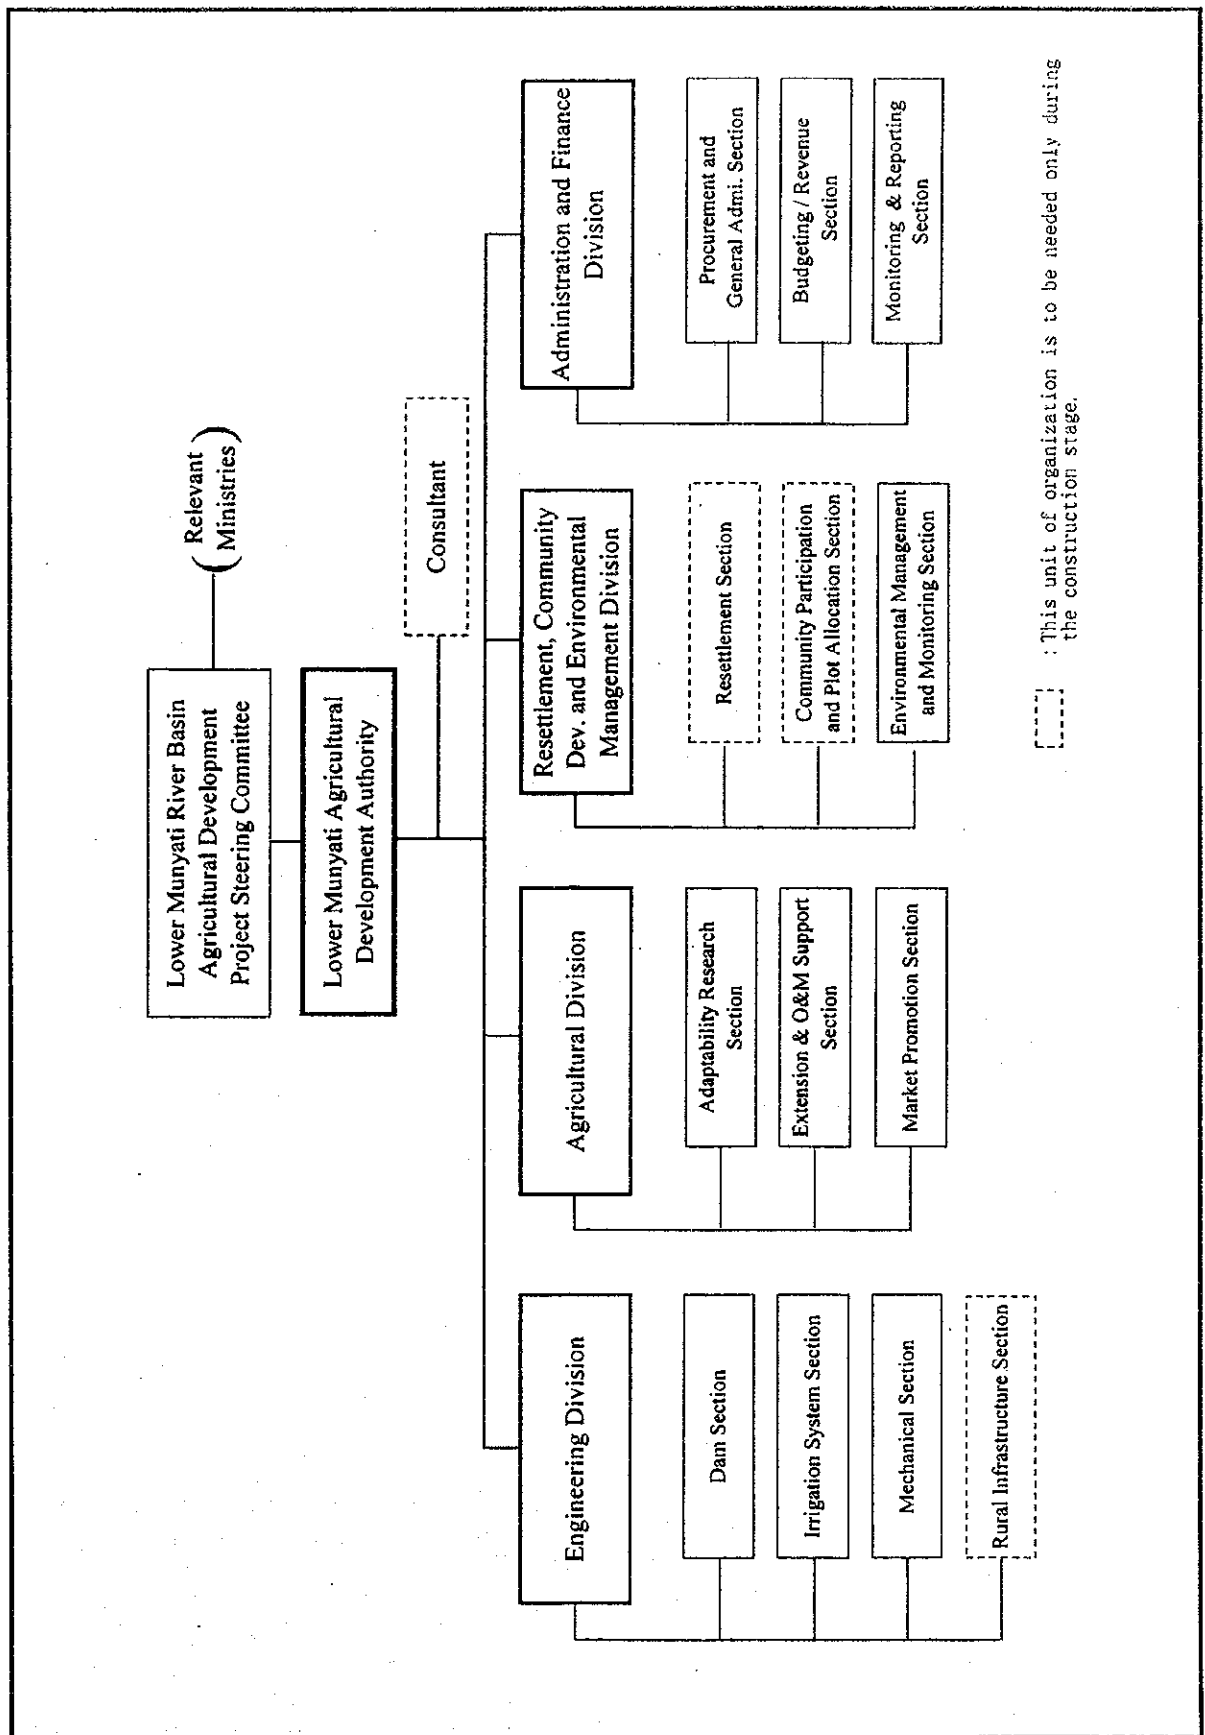 Lower Munyati River Basin
Agricultural Development
Project Steering Committee
Relevant
Ministries
Lower Munyati Agricultural
Development Authority
Consultant
Engineering Division
Dam Section
Irrigation System Section
Mechanical Section
Rural Infrastructure Section
Agricultural Division
Adaptability Research
Section
Extension & O&M Support
Section
Market Promotion Section
Resettlement, Community
Dev. and Environmental
Management Division
Resettlement Section
Community Participation
and Plot Allocation Section
Environmental Management
and Monitoring Section
Administration and Finance
Division
Procurement and
General Admi. Section
Budgeting / Revenue
Section
Monitoring & Reporting
Section
: This unit of organization is to be needed only during
the construction stage.